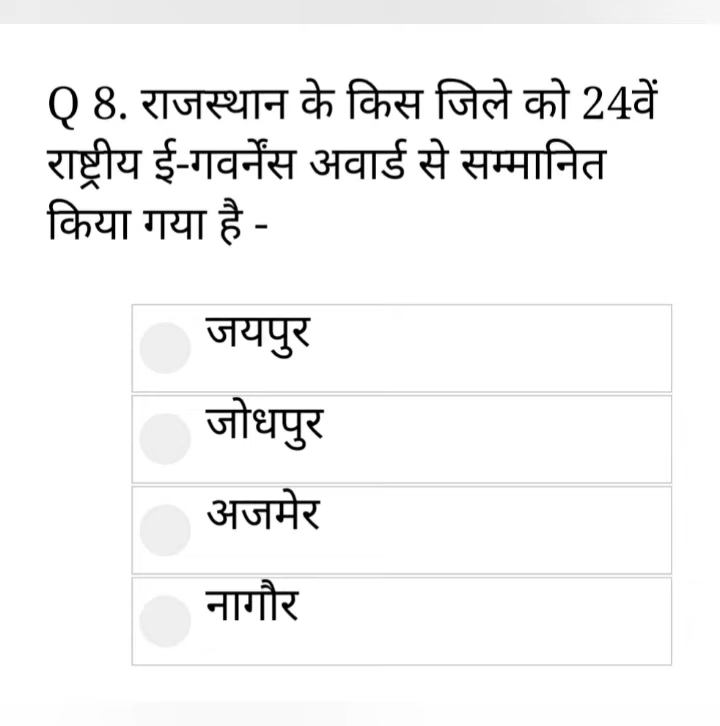 Q 8. राजस्थान के किस जिले को 24वें
राष्ट्रीय ई-गवर्नेंस अवार्ड से सम्मानित
किया गया है -
जयपुर
जोधपुर
अजमेर
नागौर